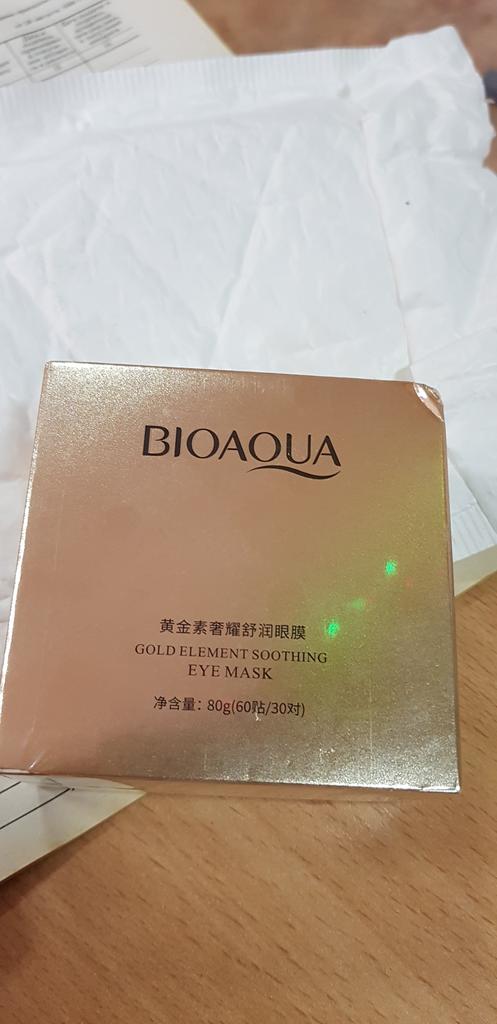 BIOAQUA
黄金素奢耀舒润眼膜
GOLD ELEMENT SOOTHING
EYE MASK
净含量: 80g(60贴/30对)